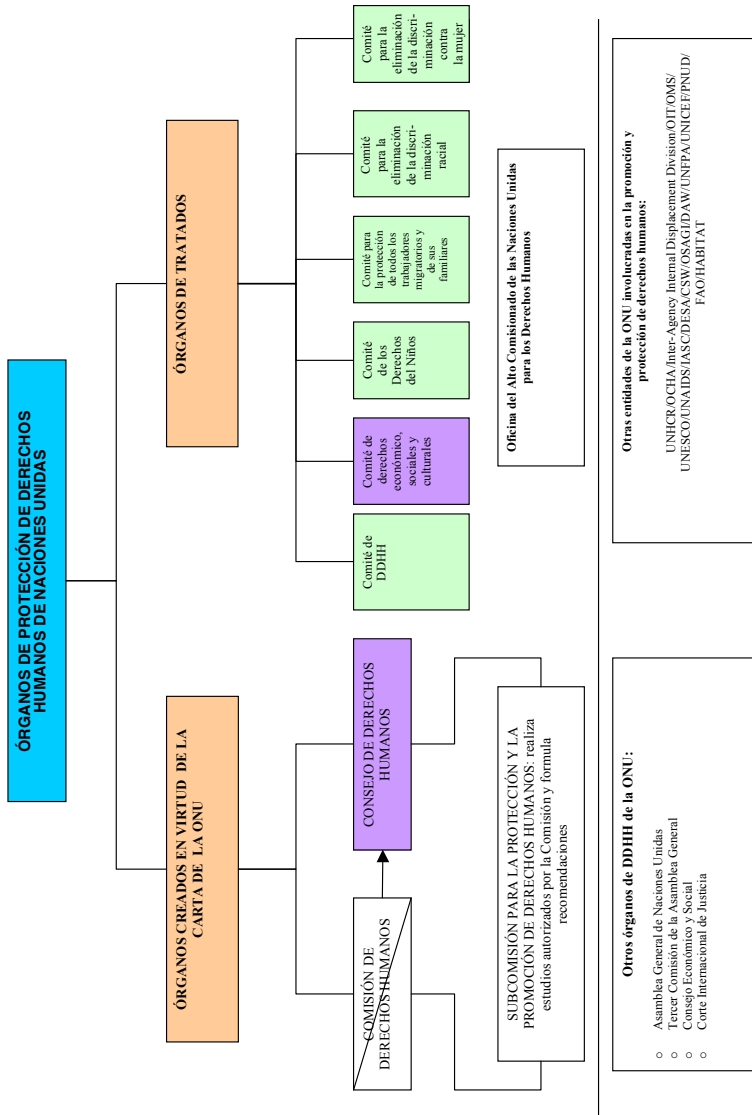 ÓRGANOS DE PROTECCIÓN DE DERECHOS
HUMANOS DE NACIONES UNIDAS
ÓRGANOS CREADOS EN VIRTUD DE LA
CARTA DE LA ONU
ÓRGANOS DE TRATADOS
COMISIÓN DE
DERECHOS HUMANOS
CONSEJO DE DERECHOS
HUMANOS
Comité de
DDHH
Comité de
derechos
económico,
sociales y
culturales
Comité
de los
Derechos
del Niños
Comité para
la protección
de todos los
trabajadores
migratorios y
de sus
familiares
Comité
para la
eliminación
de la discri-
minación
racial
Comité
para la
eliminación
de la discri-
minación
contra
la mujer
SUBCOMISIÓN PARA LA PROTECCIÓN Y LA
PROMOCIÓN DE DERECHOS HUMANOS: realiza
estudios autorizados por la Comisión y formula
recomendaciones
Oficina del Alto Comisionado de las Naciones Unidas
para los Derechos Humanos
Otros órganos de DDHH de la ONU:
o Asamblea General de Naciones Unidas
o Tercer Comisión de la Asamblea General
o Consejo Económico y Social
o Corte Internacional de Justicia
Otras entidades de la ONU involucradas en la promoción y
protección de derechos humanos:
UNHCR/OCHA/Inter-Agency Internal Displacement Division/OIT/OMS/
UNESCO/UNAIDS/IASC/DESA/CSW/OSAGI/DAW/UNFPA/UNICEF/PNUD/
FAO/HABITAT